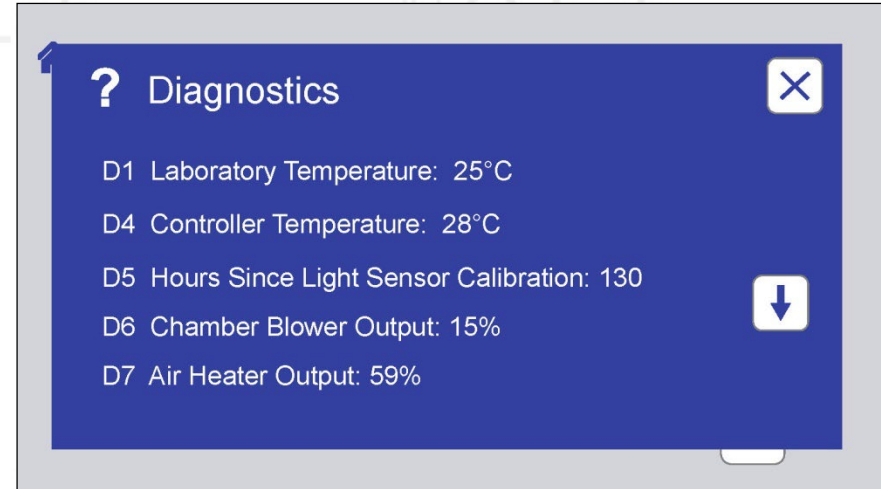 ? Diagnostics
D1 Laboratory Temperature: 25°C
D4 Controller Temperature: 28°C
D5 Hours Since Light Sensor Calibration: 130
D6 Chamber Blower Output: 15%
D7 Air Heater Output: 59%